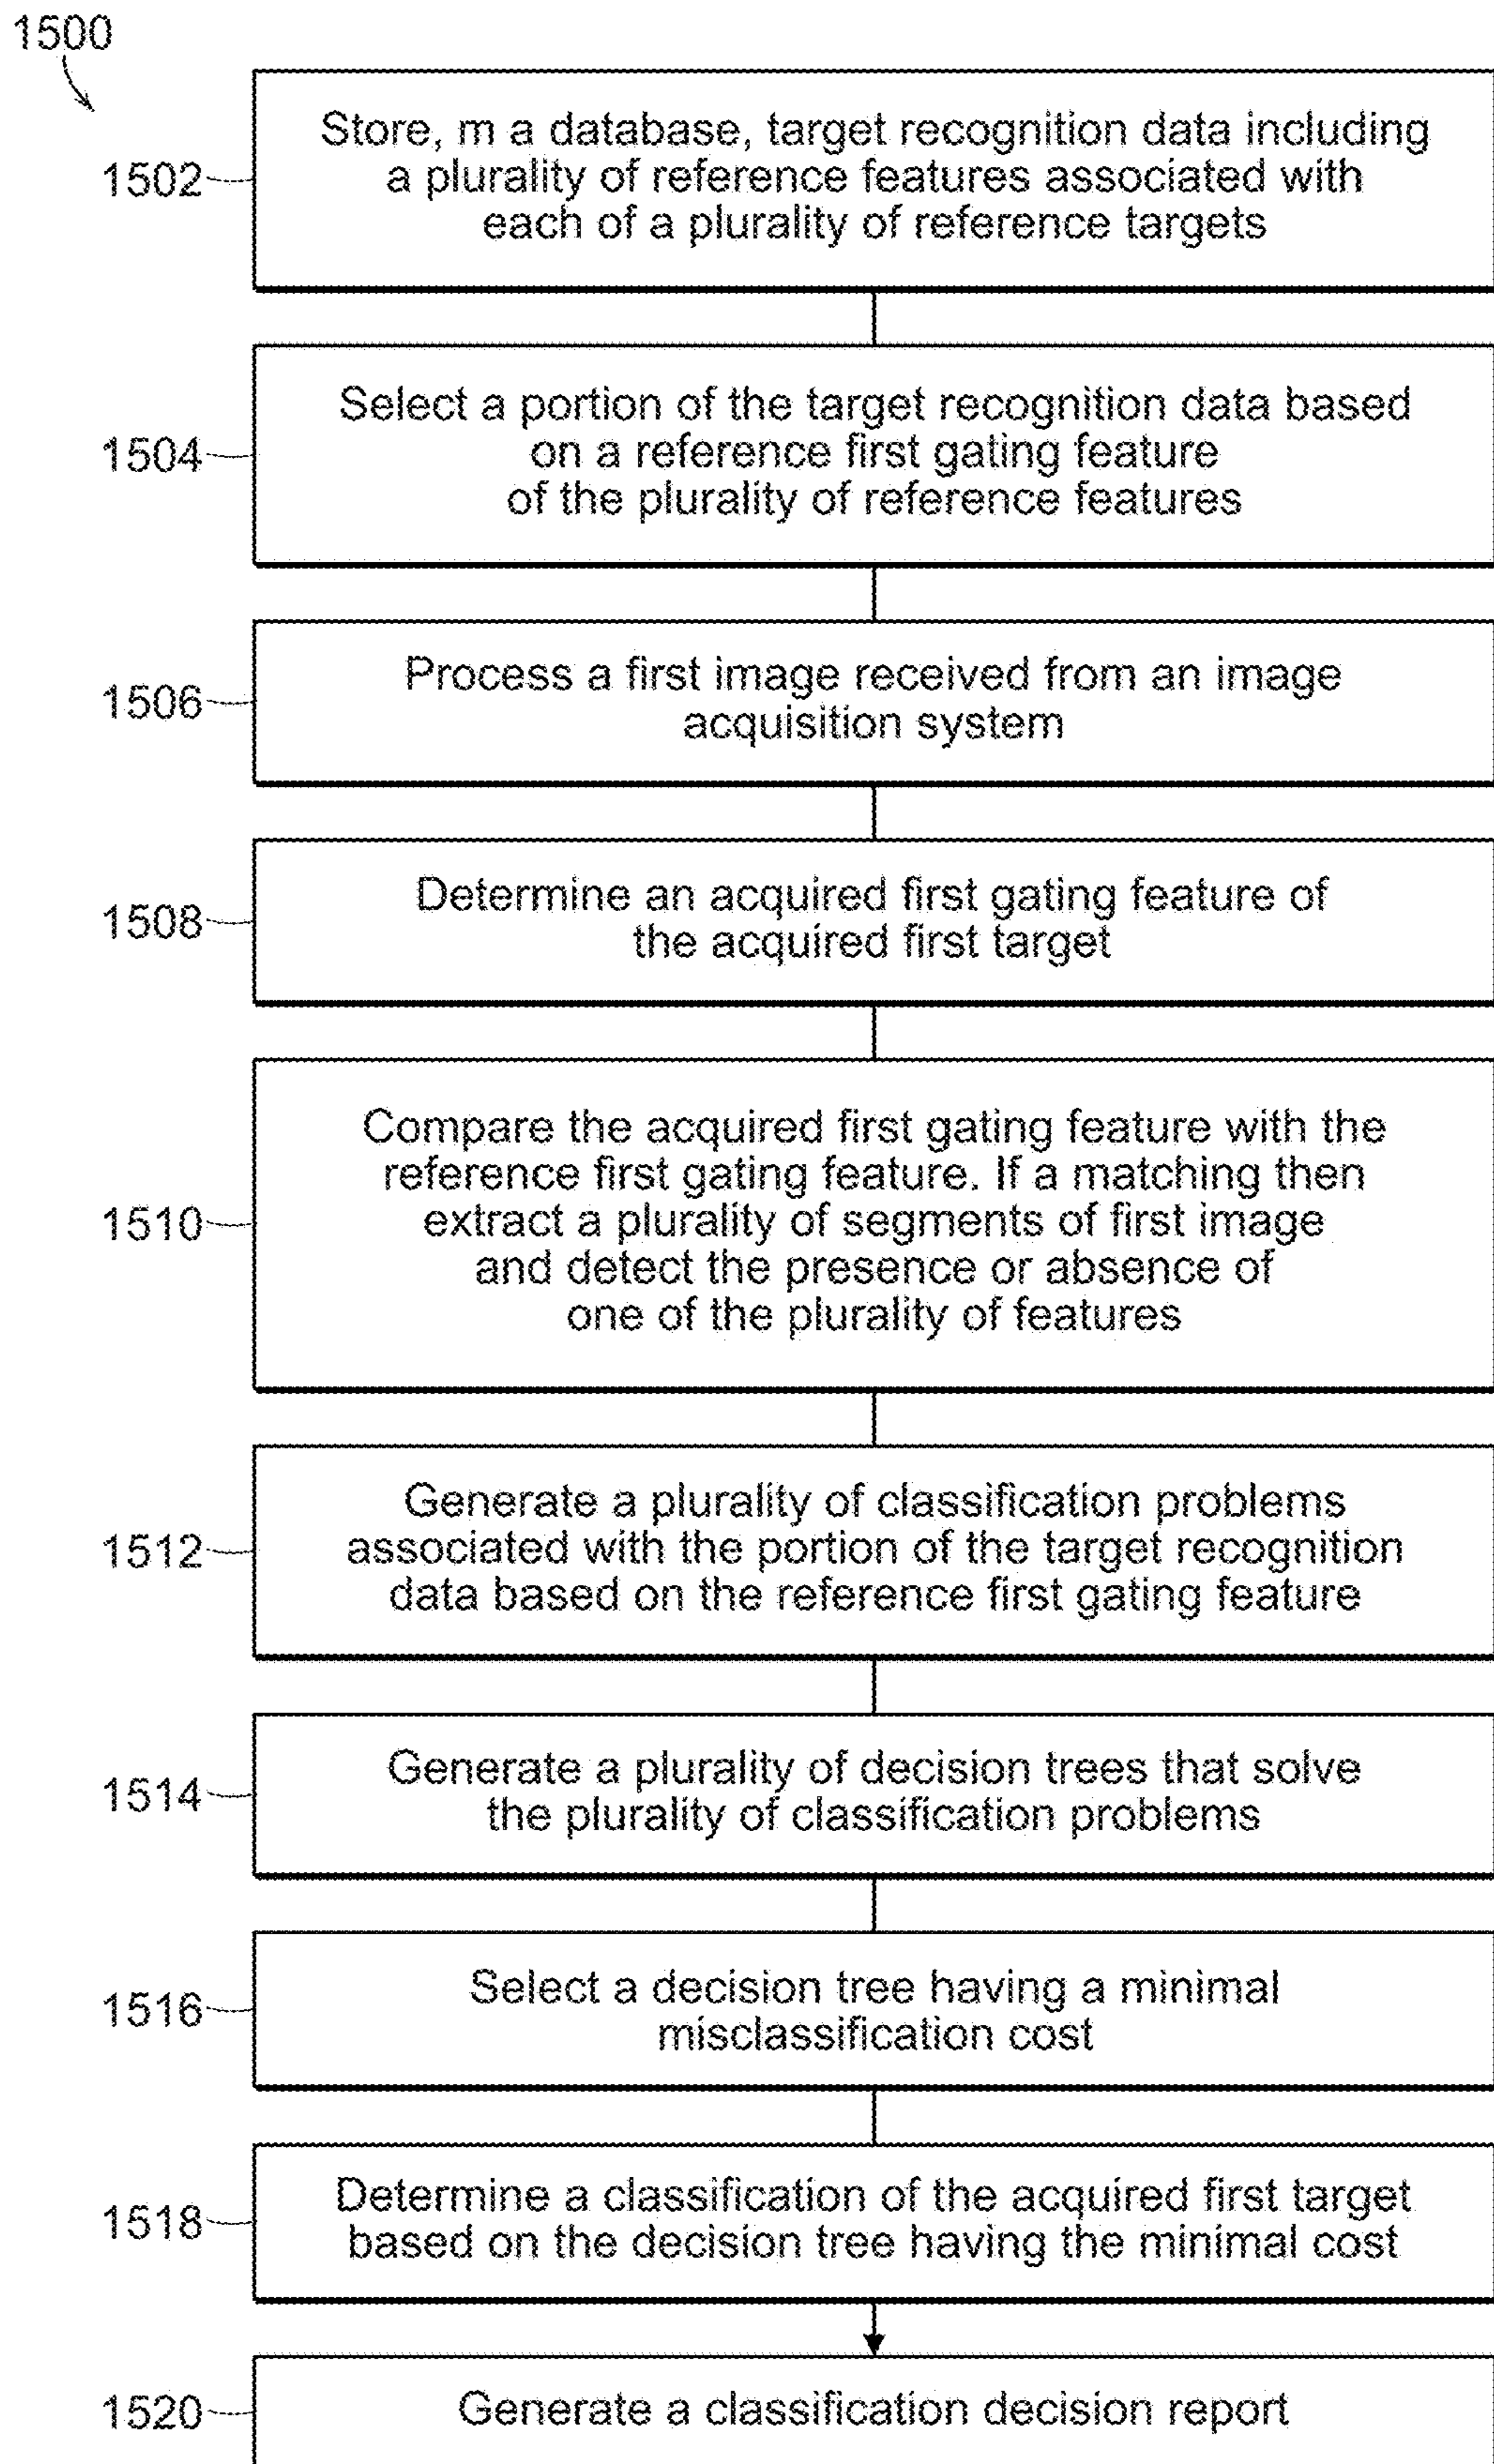 1500
1502
Store, m a database, target recognition data including
a plurality of reference features associated with
each of a plurality of reference targets
1504
Select a portion of the target recognition data based
on a reference first gating feature
of the plurality of reference features
1506
Process a first image received from an image
acquisition system
1508
Determine an acquired first gating feature of
the acquired first target
1510
Compare the acquired first gating feature with the
reference first gating feature. If a matching then
extract a plurality of segments of first image
and detect the presence or absence of
one of the plurality of features
1512
Generate a plurality of classification problems
associated with the portion of the target recognition
data based on the reference first gating feature
1514
Generate a plurality of decision trees that solve
the plurality of classification problems
1516
Select a decision tree having a minimal
misclassification cost
1518
Determine a classification of the acquired first target
based on the decision tree having the minimal cost
1520
Generate a classification decision report